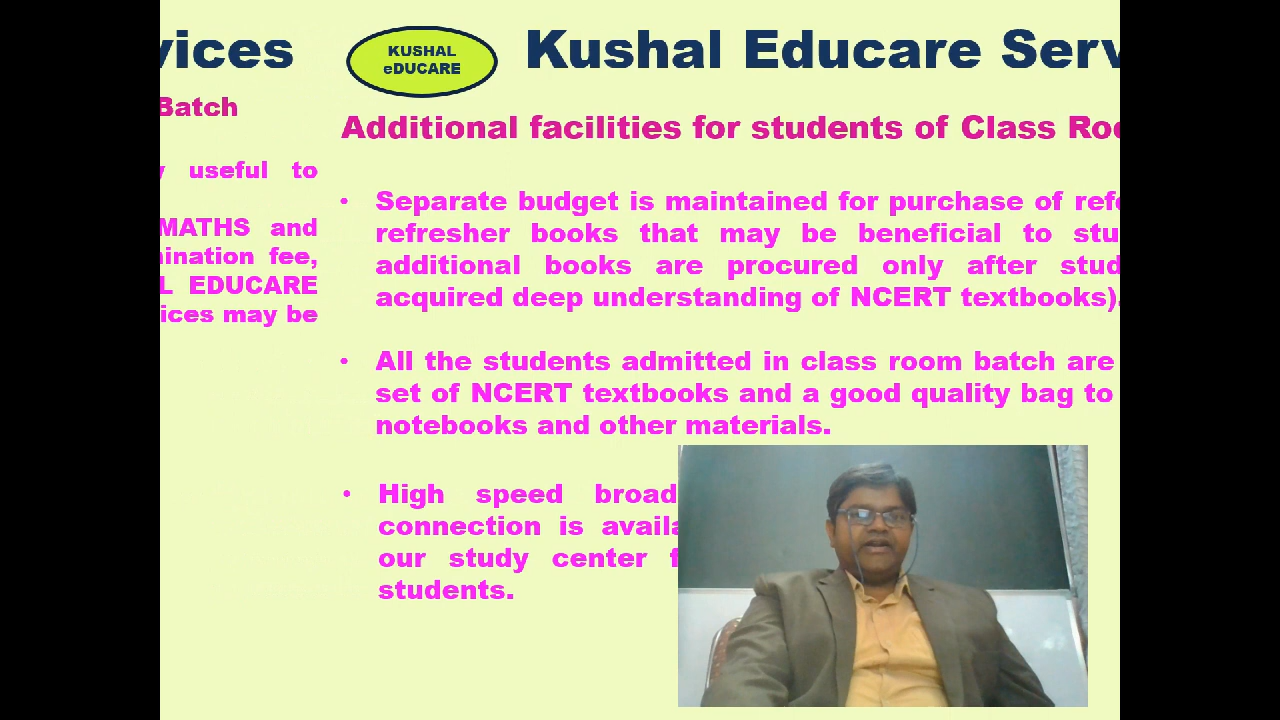 vices
Batch
useful to
MATHS and
ination fee,
L EDUCARE
ices may be
KUSHAL
eDUCARE
Kushal Educare Serv
Additional facilities for students of Class Roo
• Separate budget is maintained for purchase of refe
refresher books that may be beneficial to stu
additional books are procured only after stud
acquired deep understanding of NCERT textbooks).
• All the students admitted in class room batch are
set of NCERT textbooks and a good quality bag to
notebooks and other materials.
• High speed broad
connection is availa
our study center f
students.